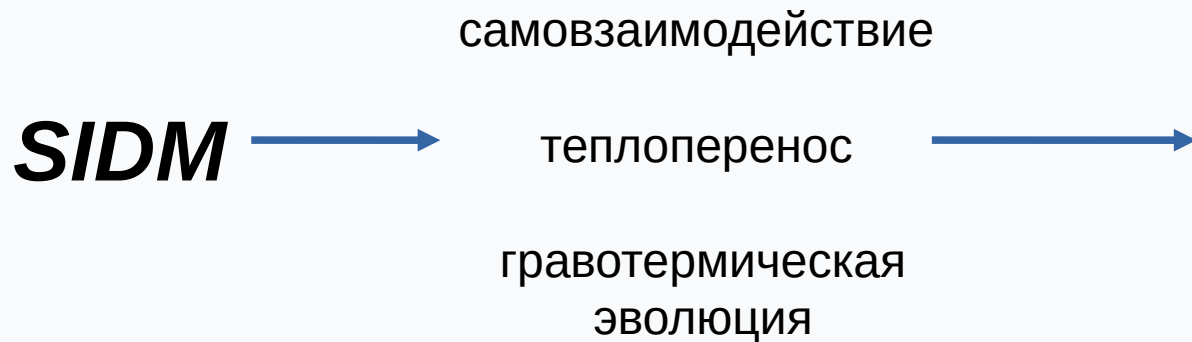 самовзаимодействие
SIDM
теплоперенос
гравотермическая
эволюция